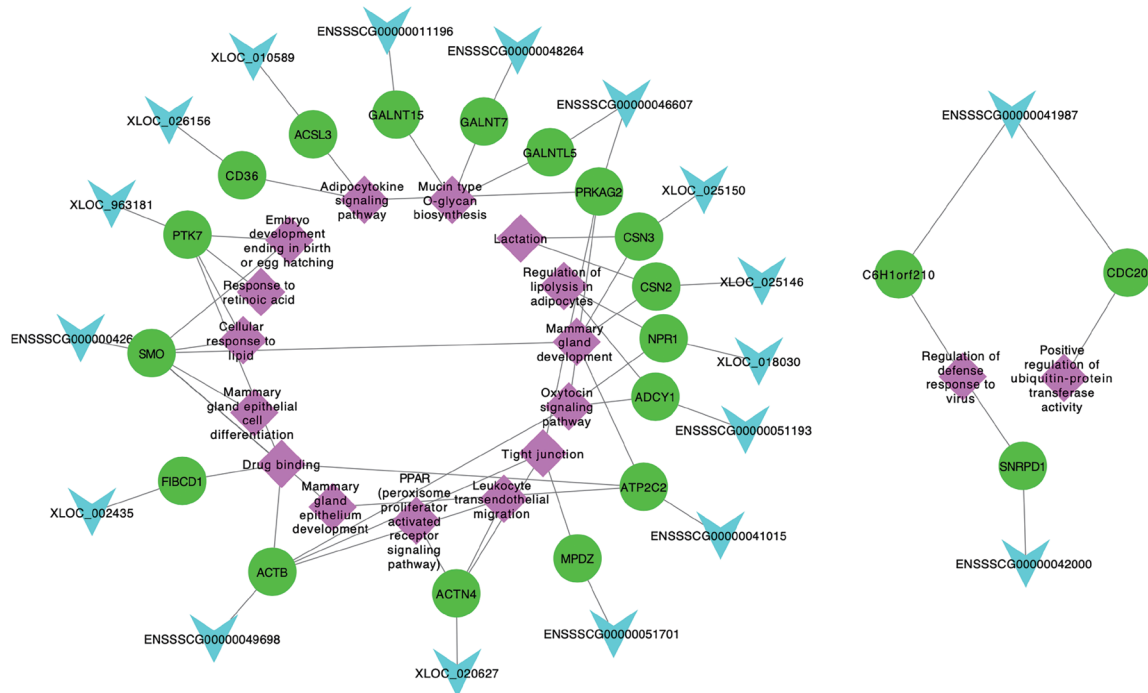 ENSSSCG00000011196
ENSSSCG00000048264
XLOC_010589
ENSSSCG00000046607
XLOC_026156
GALNT15
GALNT7
ACSL3
GALNTL5
CD36
Adipocytokine
signaling
pathway
Mucin type
O-glycan
biosynthesis
PRKAG2
XLOC_025150
XLOC_963181
PTK7
Embryo
development
ending in birth
or egg hatching
Lactation
CSN3
Response to
retinoic acid
Regulation of
lipolysis in
adipocytes
CSN2
XLOC_025146
ENSSSCG000000426
SMO
Cellular
response to
lipid
Mammary
gland
development
NPR1
XLOC_018030
Mammary
gland epithelial
cell
differentiation
Oxytocin
signaling
pathway
ADCY1
ENSSSCG00000051193
Drug binding
Tight junction
FIBCD1
XLOC_002435
Mammary
gland
epithelium
development
PPAR
(peroxisome
proliferator
activated
receptor
signaling
pathway)
Leukocyte
transendothelial
migration
ATP2C2
ENSSSCG00000041015
ACTB
ACTN4
MPDZ
ENSSSCG00000049698
XLOC_020627
ENSSSCG00000051701
ENSSSCG00000041987
C6H1orf210
CDC20
Regulation of
defense
response to
virus
Positive
regulation of
ubiquitin-protein
transferase
activity
SNRPD1
ENSSSCG00000042000